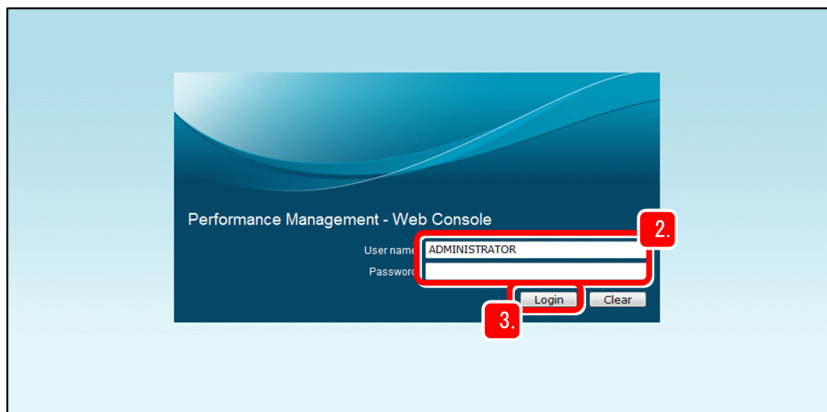 Performance Management - Web Console
2.
User name ADMINISTRATOR
Password
Login Clear
3.